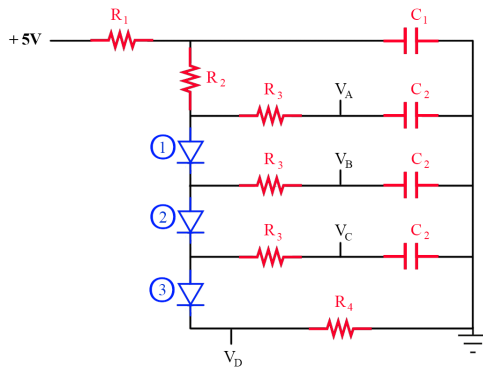 R1 C1
+5V
R2
R3 VA C2
1
R3 VB C2
2
R3 VC C2
3
R4
VD